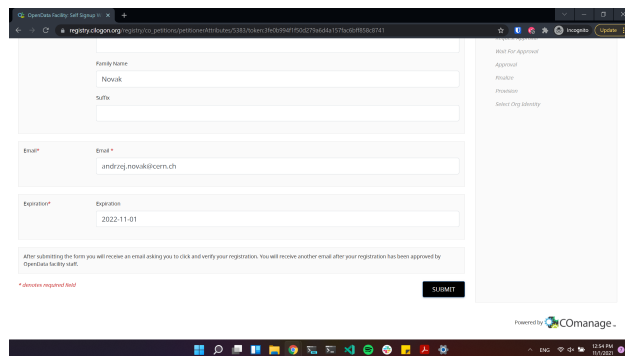 OpenData Facility: Self Signup
registry.cilogon.org/registry/co_petitions/petitionerAttributes/5383/token:3fe0b994f1f50d279a6d4a157fac6bff858c8741
Incognito
Update
Family Name
Novak
Suffix
Wait For Approval
Approval
Finalize
Provision
Select Org Identity
Email*
Email *
andrzej.novak@cern.ch
Expiration*
Expiration
2022-11-01
After submitting the form you will receive an email asking you to click and verify your registration. You will receive another email after your registration has been approved by
OpenData facility staff.
* denotes required field
SUBMIT
Powered by COmanage
ENG
12:54 PM
11/1/2021